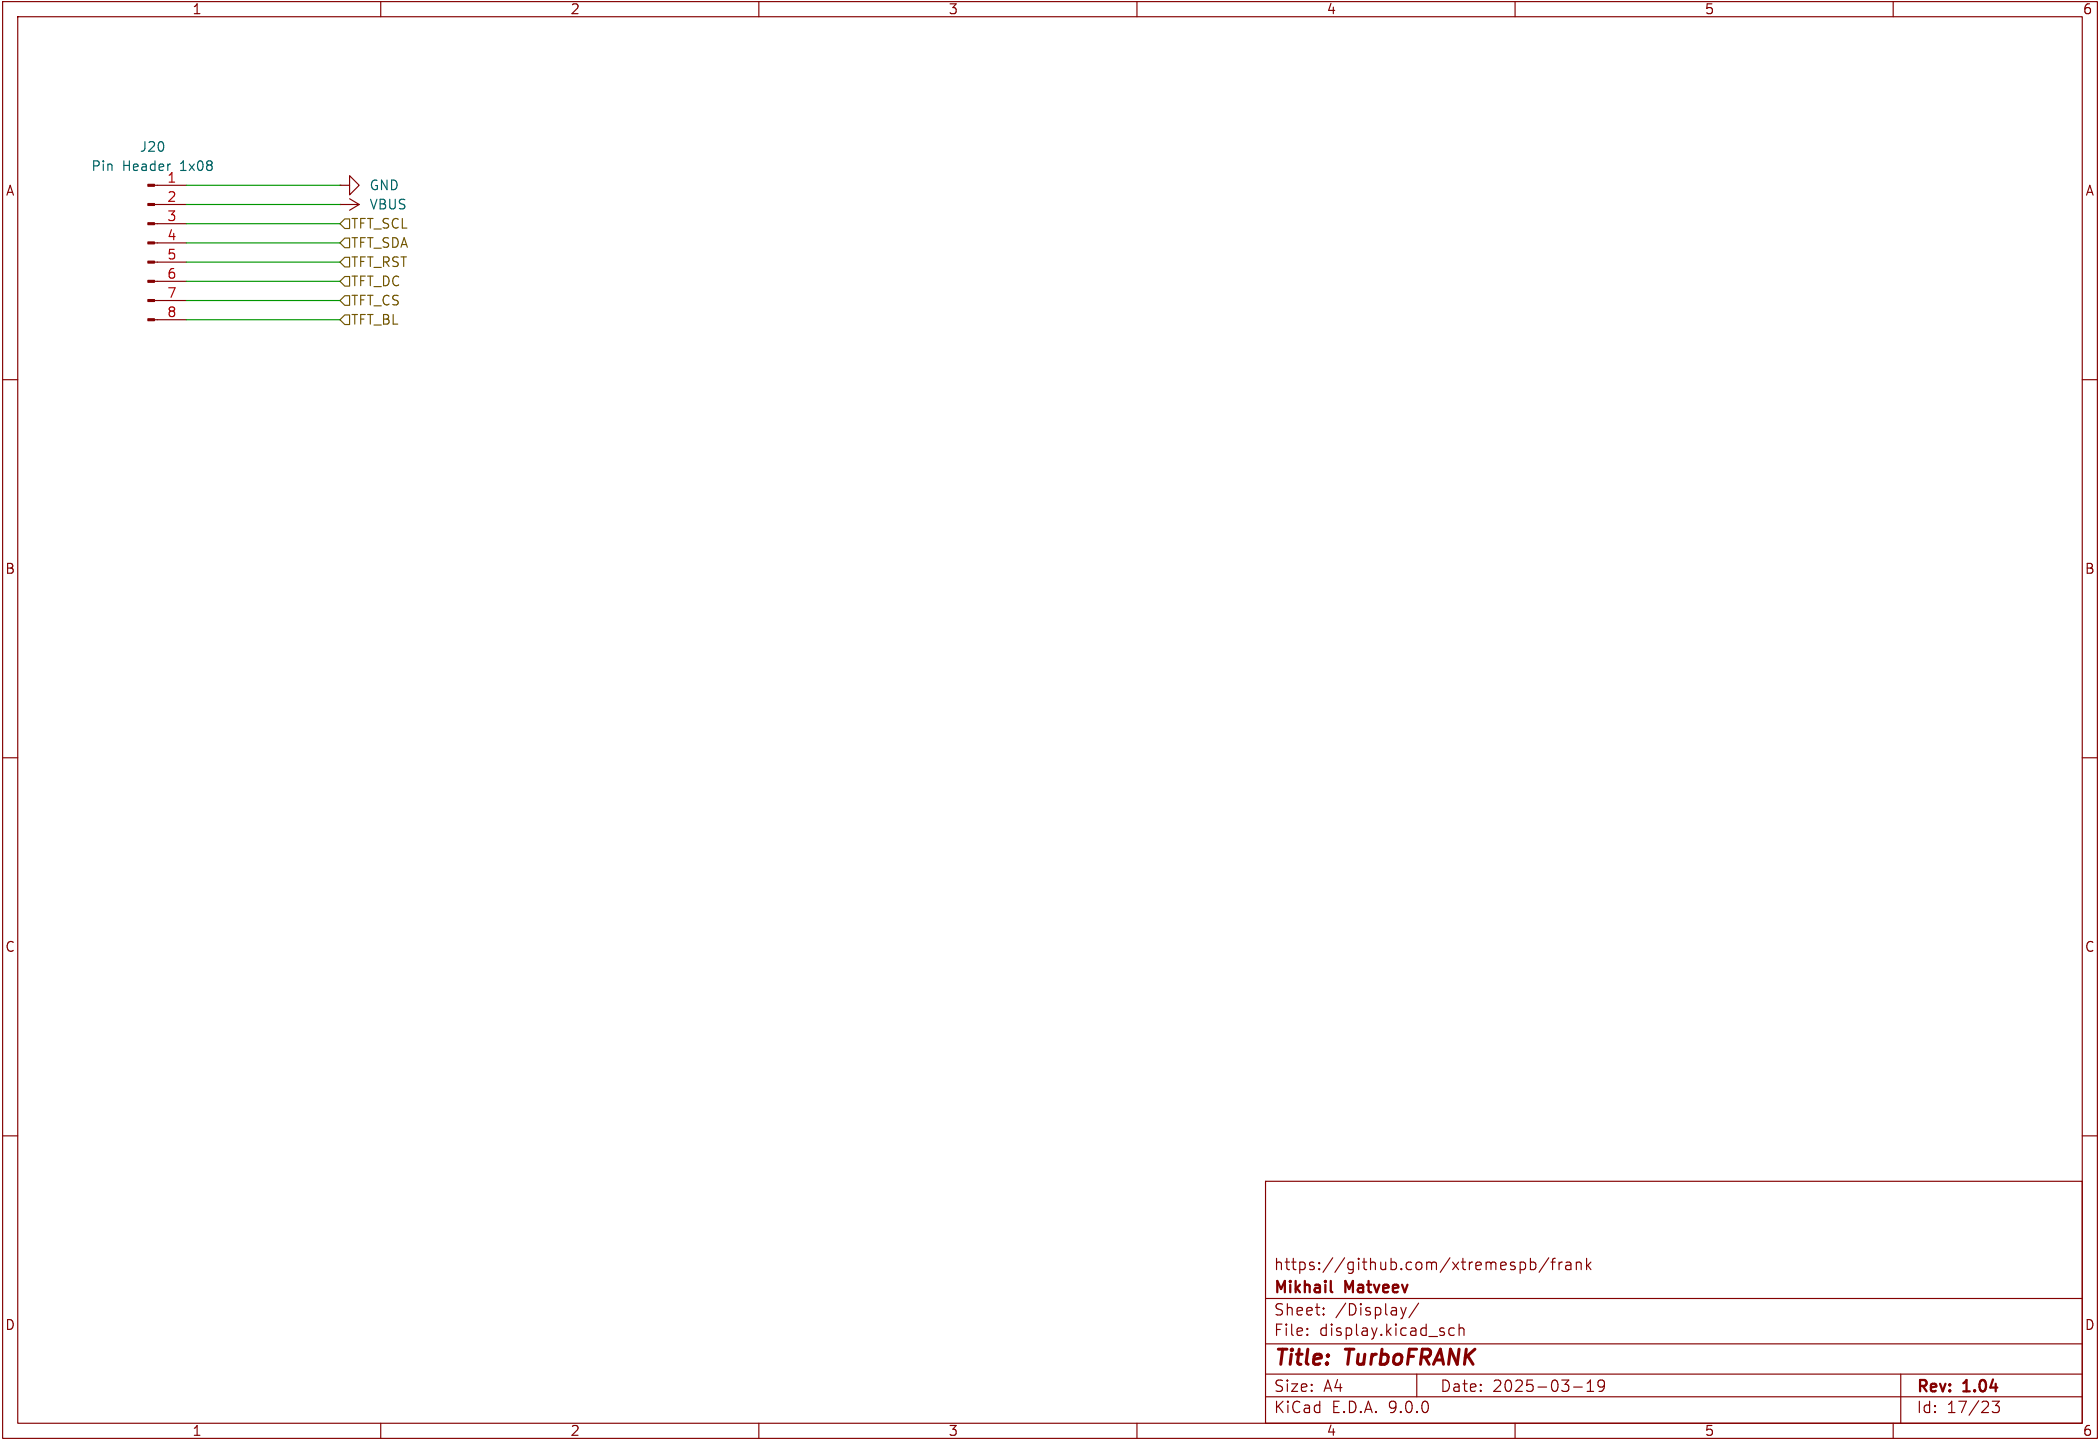 1 2 3 4 5 6
J20
Pin Header 1x08
1 GND
2 VBUS
3 TFT_SCL
4 TFT_SDA
5 TFT_RST
6 TFT_DC
7 TFT_CS
8 TFT_BL
A A
B B
C C
D D
https://github.com/xtremespb/frank
Mikhail Matveev
Sheet: /Display/
File: display.kicad_sch
Title: TurboFRANK
Size: A4 Date: 2025-03-19 Rev: 1.04
KiCad E.D.A. 9.0.0 Id: 17/23
1 2 3 4 5 6